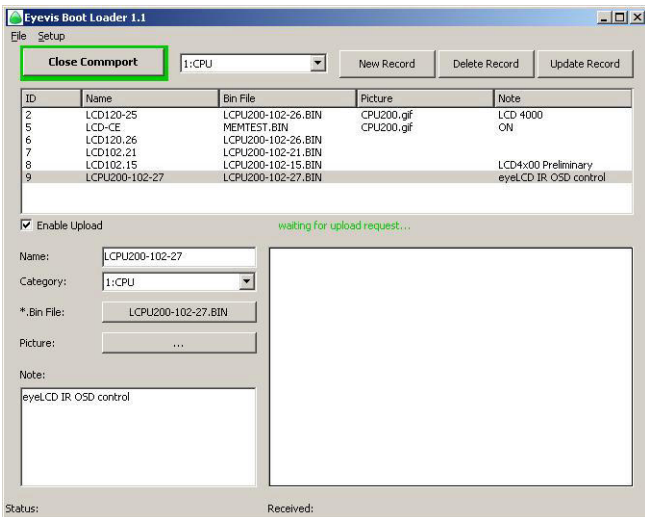 Eyevis Boot Loader 1.1
File Setup
Close Commport 1:CPU New Record Delete Record Update Record
ID Name Bin File Picture Note
2 LCD120-25 LCPU200-102-26.BIN CPU200.gif LCD 4000
5 LCD-CE MEMTEST.BIN CPU200.gif ON
6 LCD120.26 LCPU200-102-26.BIN
7 LCD102.21 LCPU200-102-21.BIN
8 LCD102.15 LCPU200-102-15.BIN LCD4x00 Preliminary
9 LCPU200-102-27 LCPU200-102-27.BIN eyeLCD IR OSD control
Enable Upload waiting for upload request...
Name: LCPU200-102-27
Category: 1:CPU
*.Bin File: LCPU200-102-27.BIN
Picture: ...
Note:
eyeLCD IR OSD control
Status: Received: